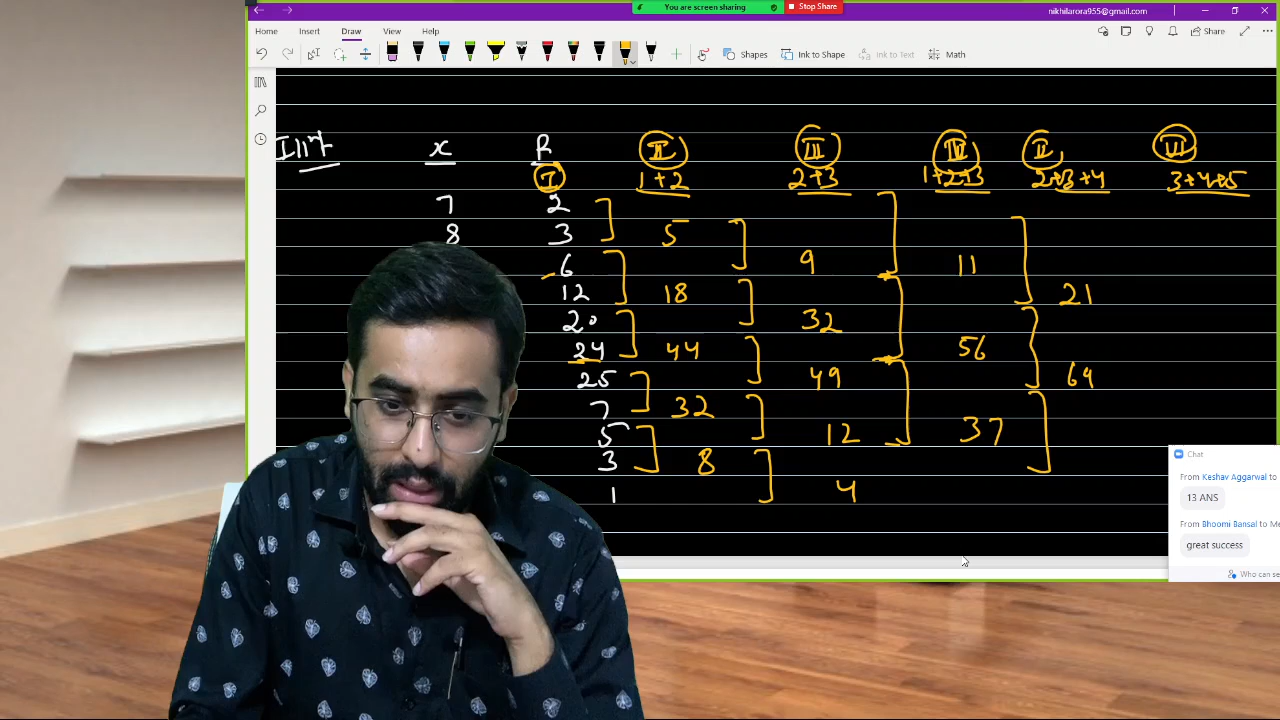 You are screen sharing Stop Share
nikhilarora955@gmail.com
Home Insert Draw View Help
Share
Shapes Ink to Shape Ink to Text Math
x
I II III IV V VI
1+2 2+3 1+2+3 2+3+4 3+4+5
7 2
8 3 5
6 9 11
12 18 21
20 32
24 44 56
25 49 64
7 32
5 12 37
3 8
1 4
Chat
From Keshav Aggarwal to
13 ANS
From Bhoomi Bansal to Me
great success
Who can se